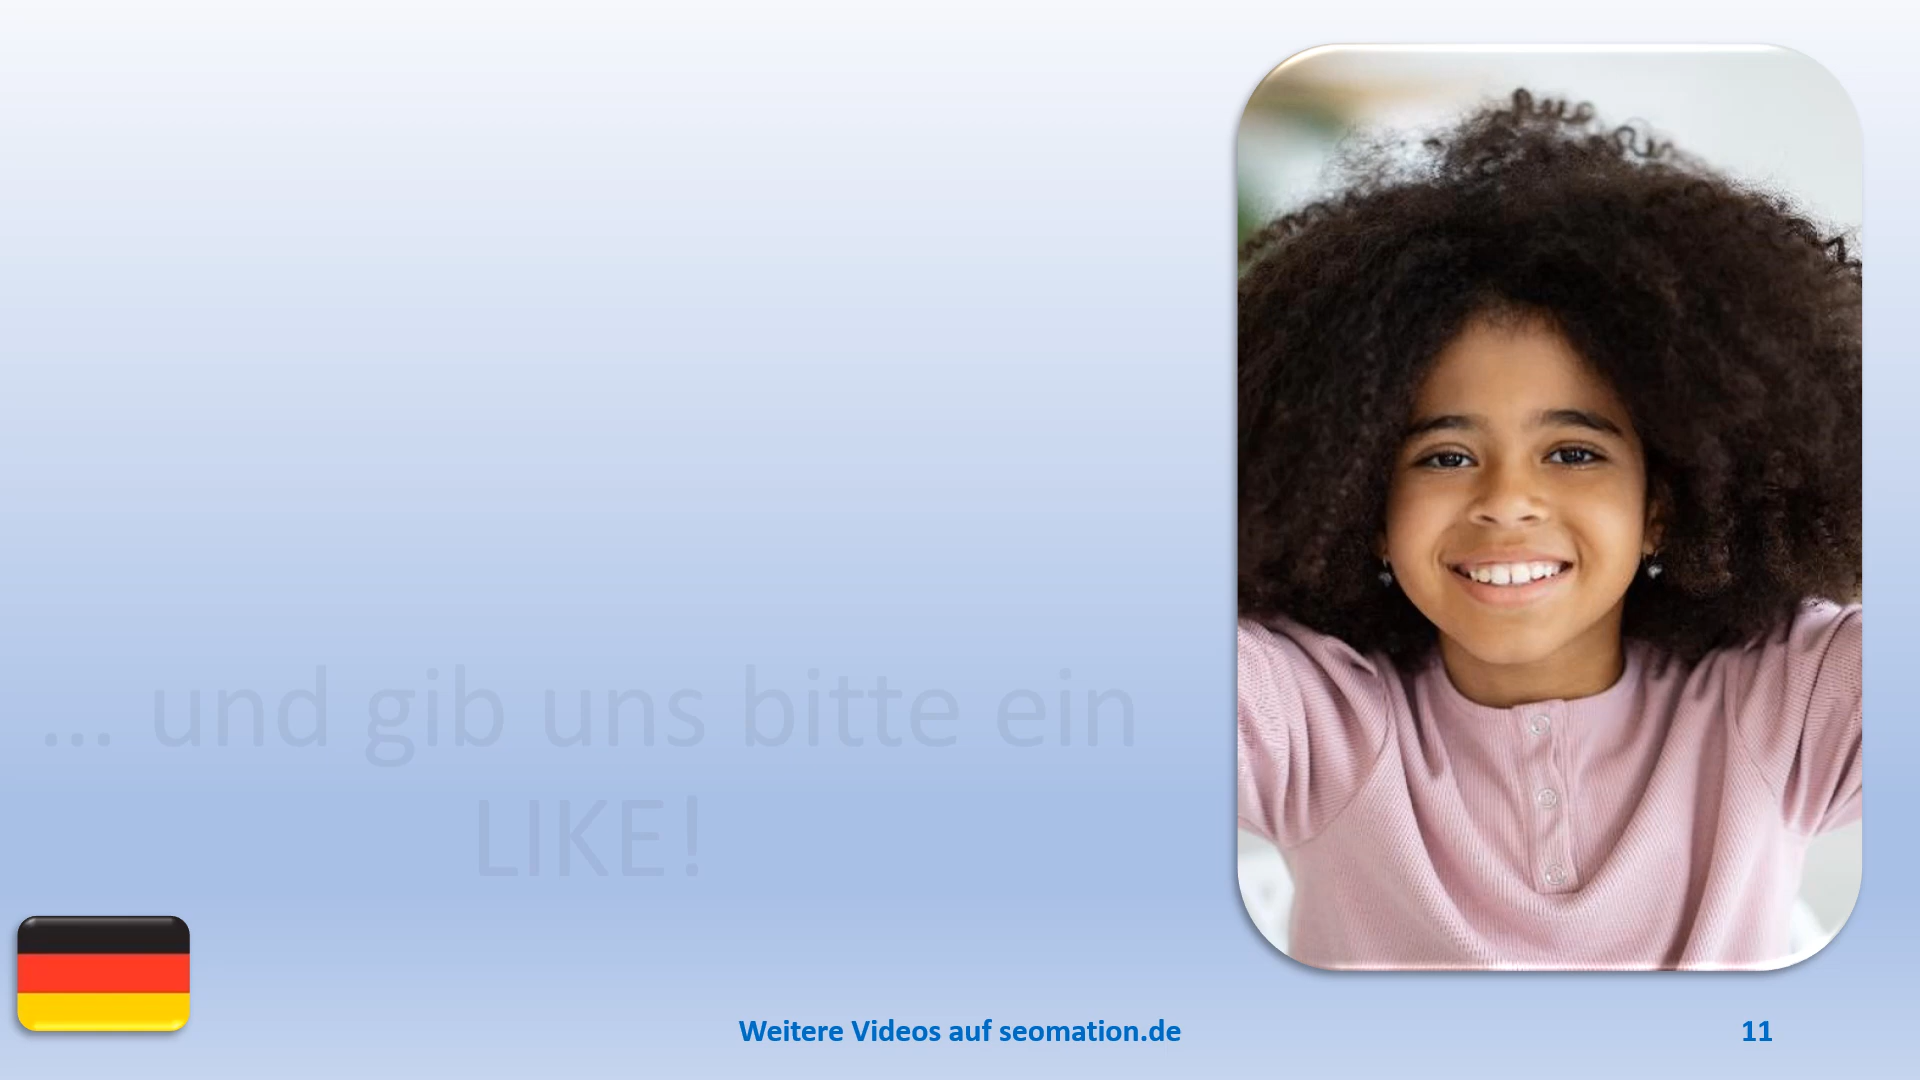 ... und gib uns bitte ein
LIKE!
Weitere Videos auf seomation.de
11